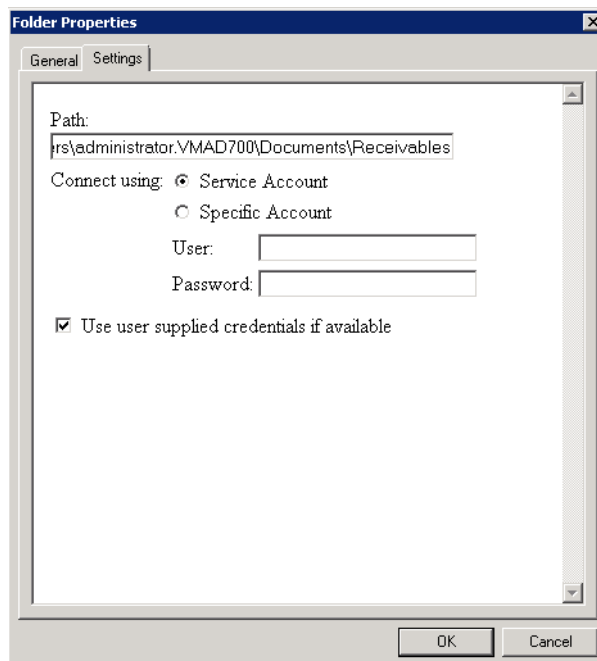 Folder Properties
General Settings
Path:
rs\administrator.VMAD700\Documents\Receivables
Connect using: Service Account
Specific Account
User:
Password:
Use user supplied credentials if available
OK Cancel